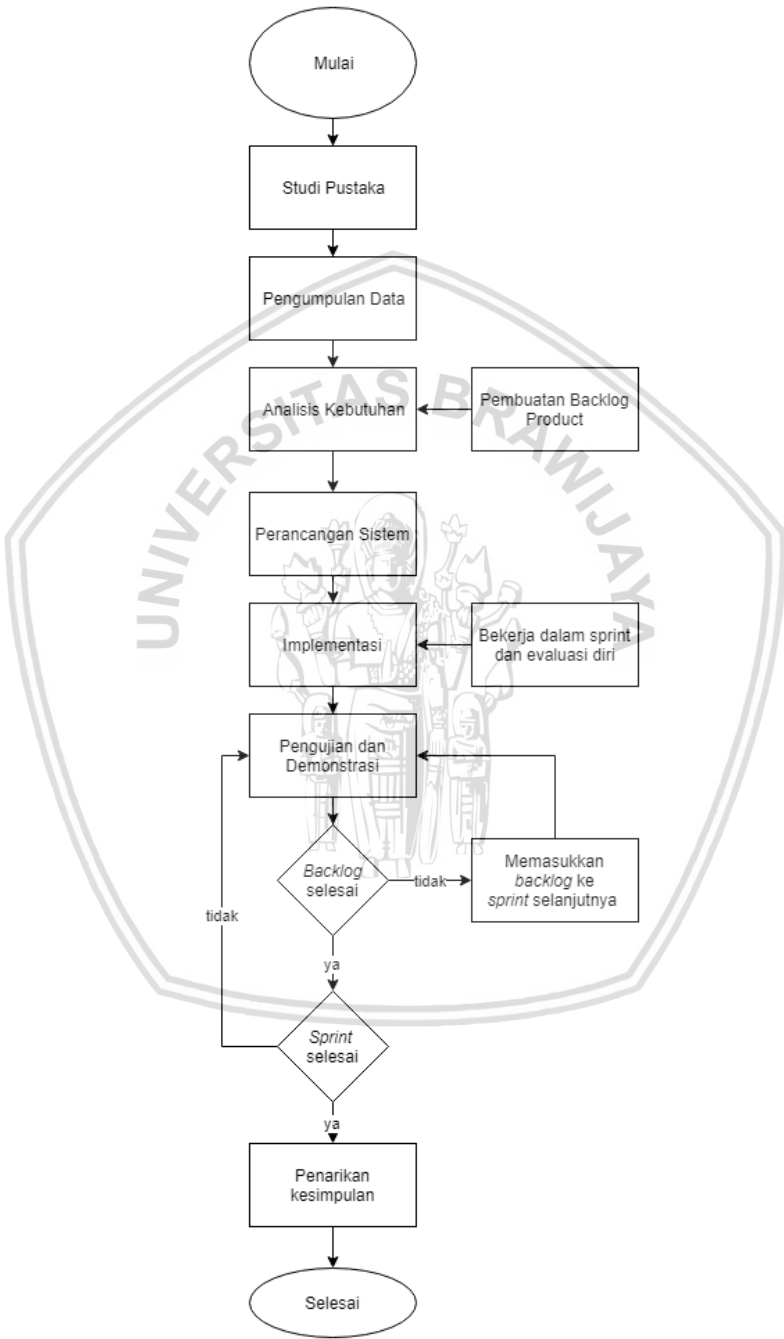 Mulai
Studi Pustaka
Pengumpulan Data
Analisis Kebutuhan
Pembuatan Backlog
Product
Perancangan Sistem
Implementasi
Bekerja dalam sprint
dan evaluasi diri
Pengujian dan
Demonstrasi
Backlog
selesai
tidak
Memasukkan
backlog ke
sprint selanjutnya
tidak
ya
Sprint
selesai
ya
Penarikan
kesimpulan
Selesai
UNIVERSITAS BRAWIJAYA